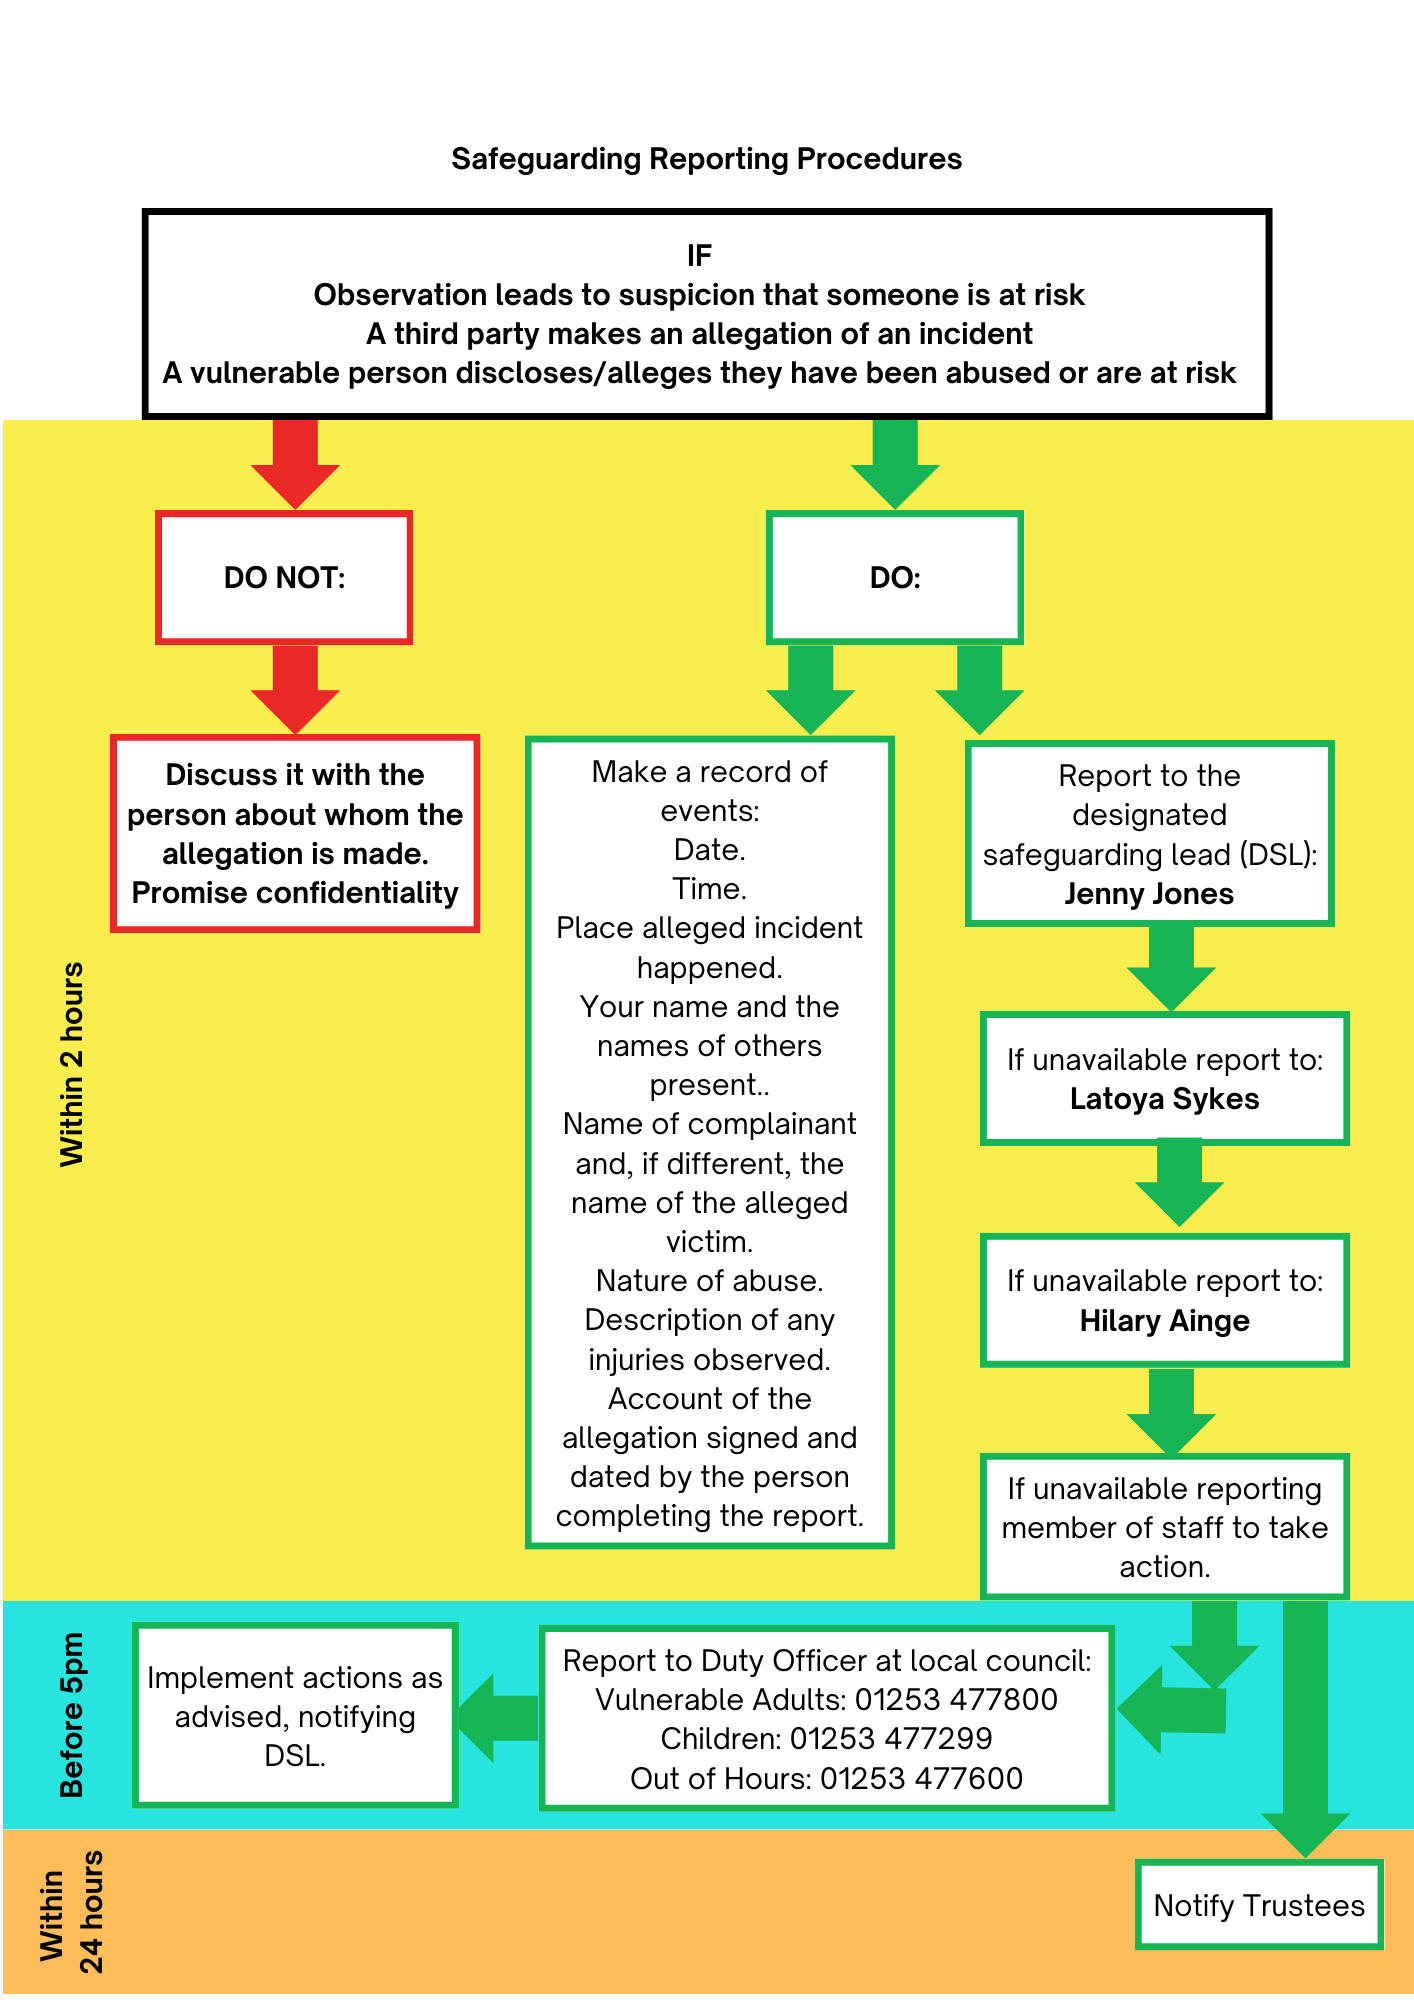 Safeguarding Reporting Procedures
IF
Observation leads to suspicion that someone is at risk
A third party makes an allegation of an incident
A vulnerable person discloses/alleges they have been abused or are at risk
DO NOT:
DO:
Discuss it with the
person about whom the
allegation is made.
Promise confidentiality
Make a record of
events:
Date.
Time.
Place alleged incident
happened.
Your name and the
names of others
present..
Name of complainant
and, if different, the
name of the alleged
victim.
Nature of abuse.
Description of any
injuries observed.
Account of the
allegation signed and
dated by the person
completing the report.
Report to the
designated
safeguarding lead (DSL):
Jenny Jones
If unavailable report to:
Latoya Sykes
If unavailable report to:
Hilary Ainge
If unavailable reporting
member of staff to take
action.
Within 2 hours
Before 5pm
Implement actions as
advised, notifying
DSL.
Report to Duty Officer at local council:
Vulnerable Adults: 01253 477800
Children: 01253 477299
Out of Hours: 01253 477600
Within
24 hours
Notify Trustees